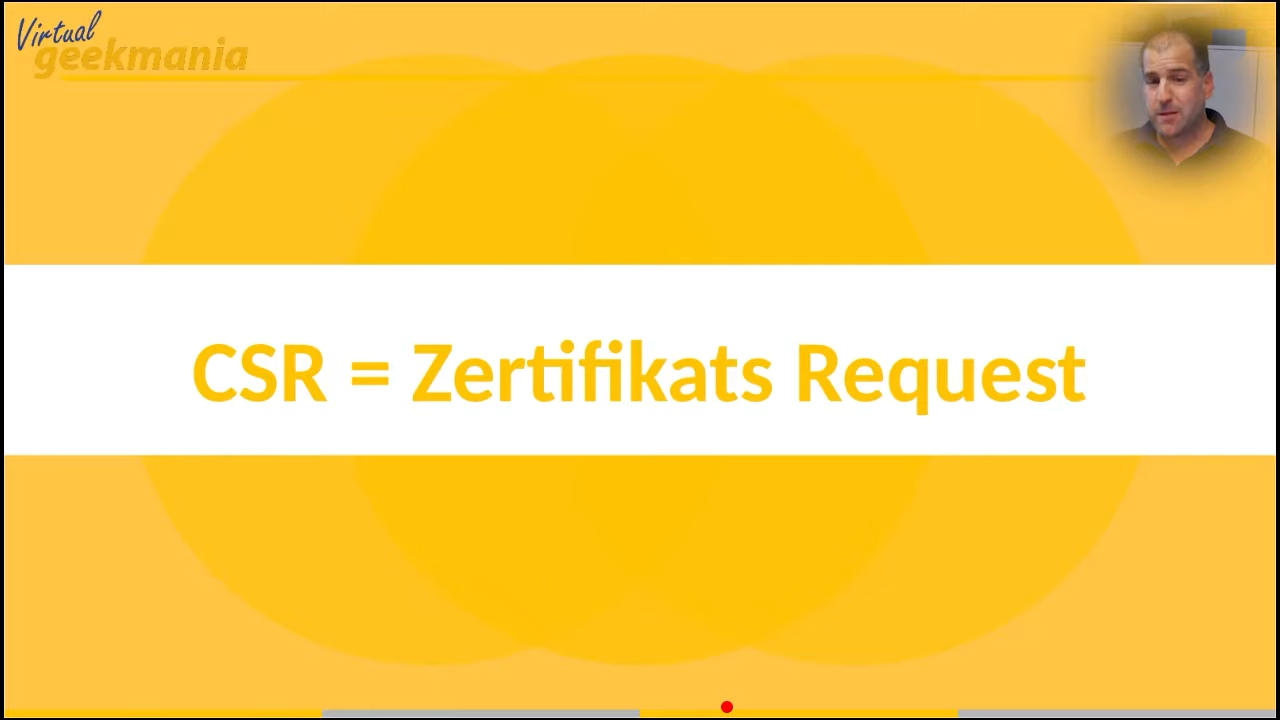 Virtual
geekmania
CSR = Zertifikats Request